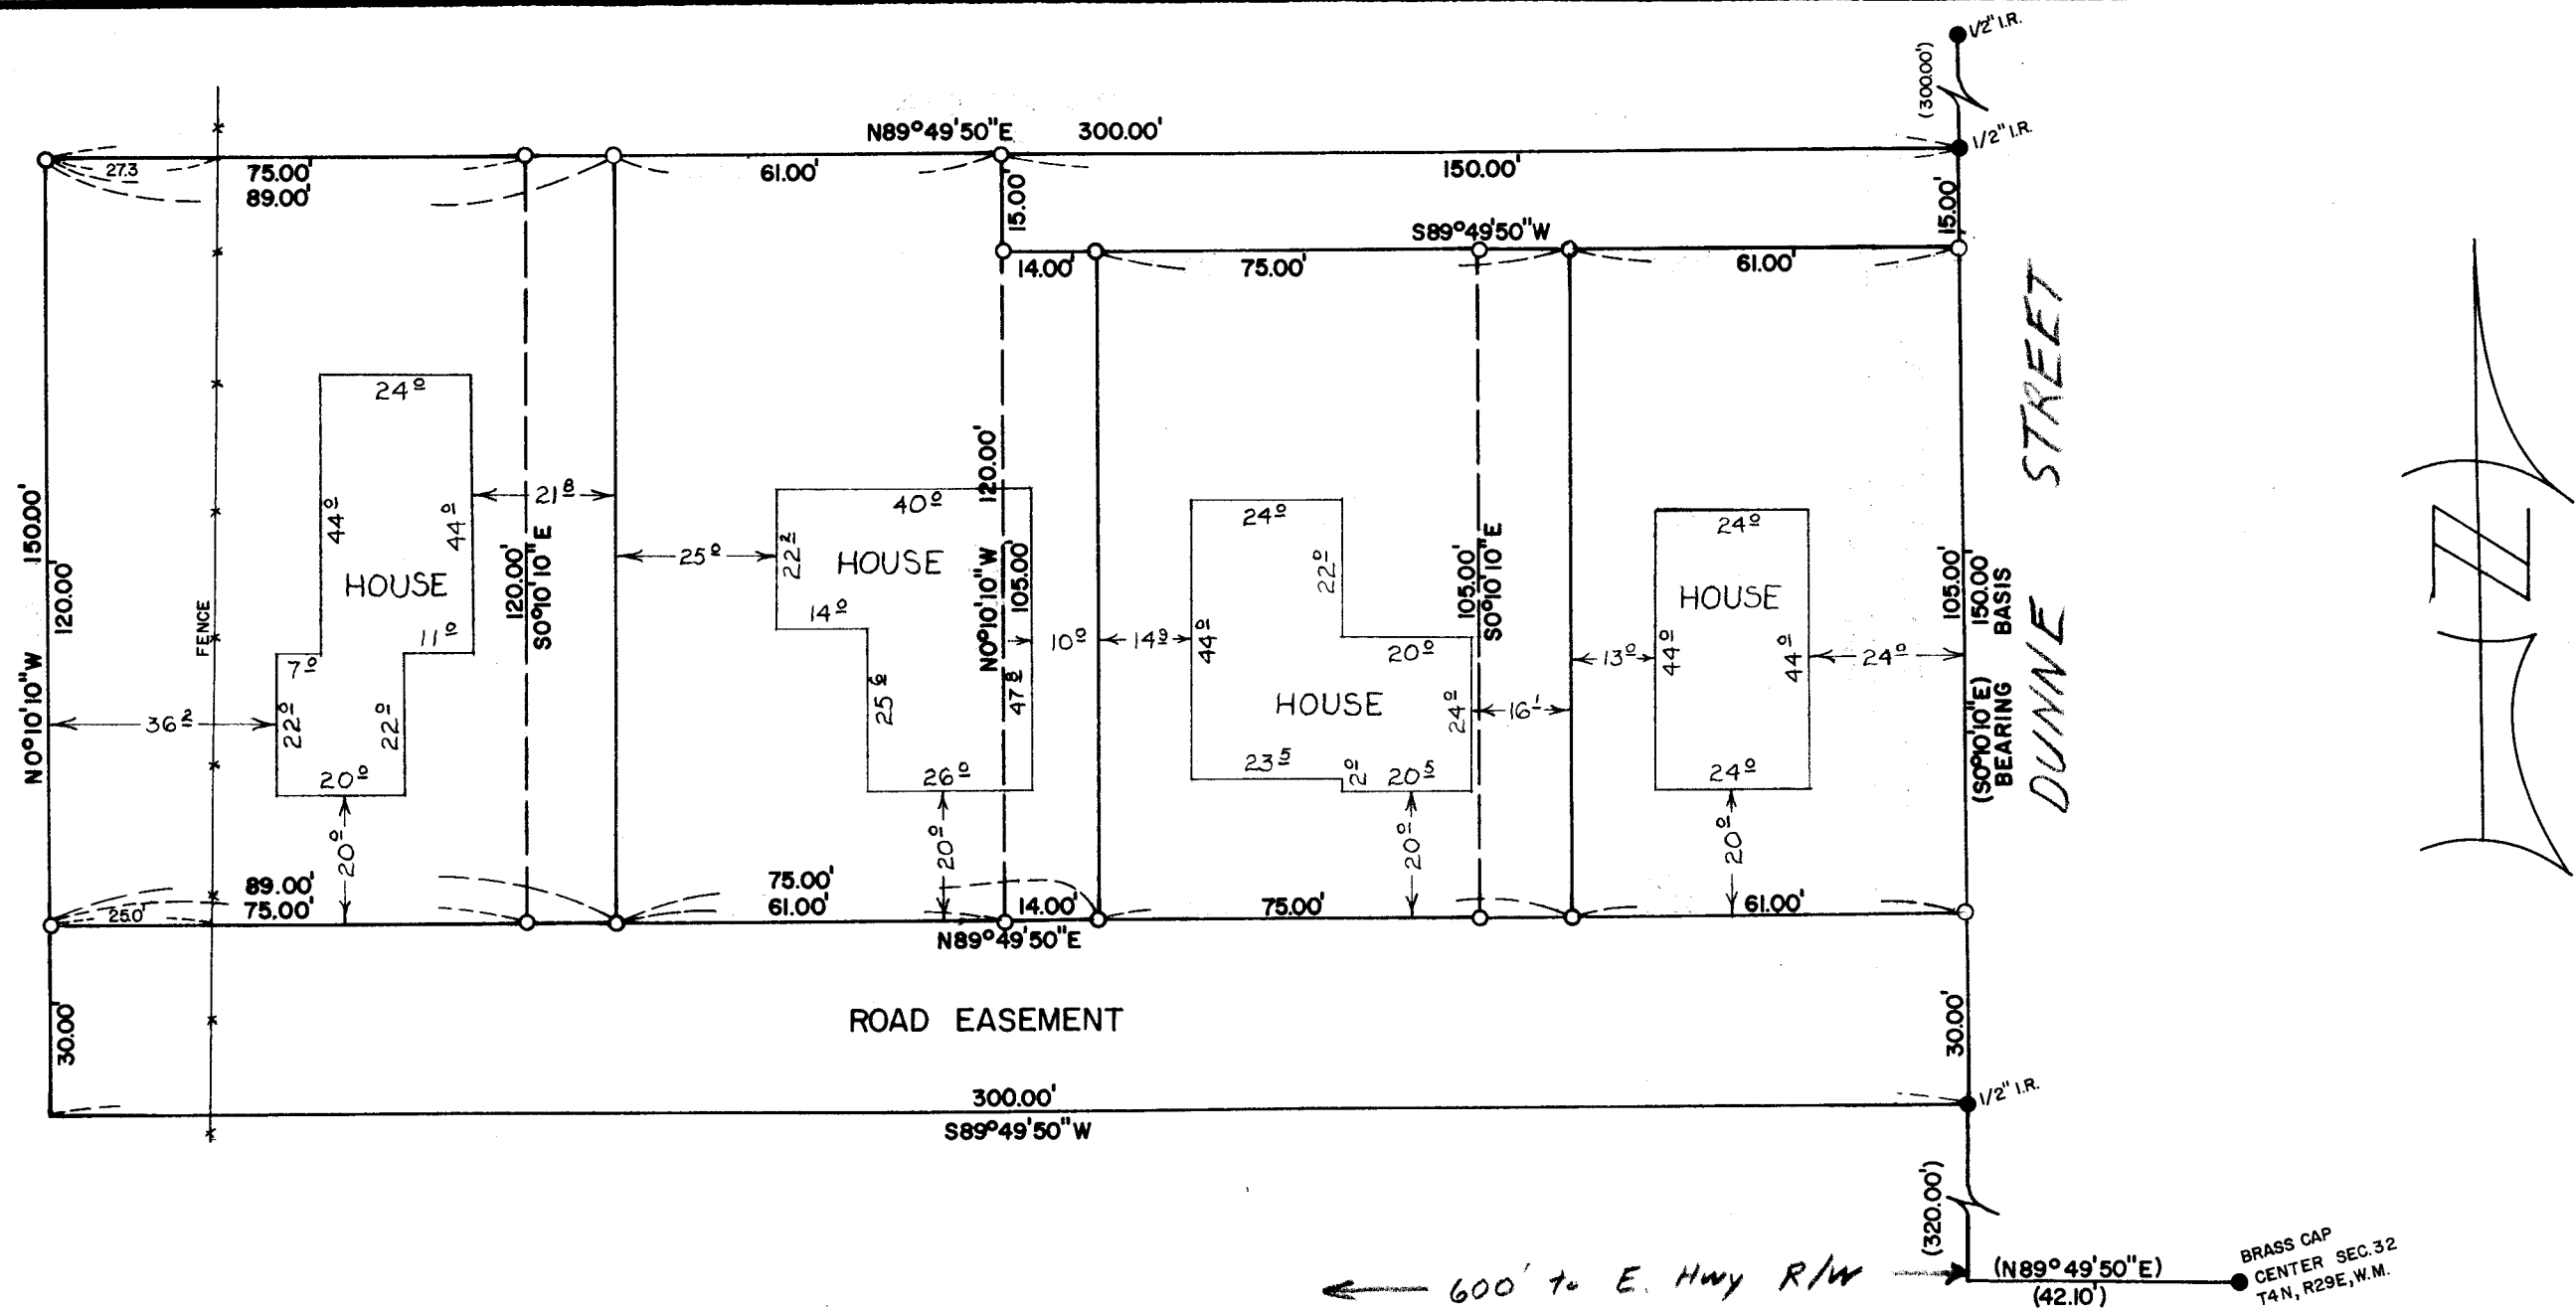 1/2" I.R.
(300.00')
N89°49'50"E 300.00'
1/2" I.R.
27.3
75.00'
89.00'
61.00'
150.00'
15.00'
15.00'
S89°49'50"W
14.00'
75.00'
61.00'
N0°10'10"W 150.00'
120.00'
FENCE
24.0
44.0
44.0
HOUSE
7.0
11.0
22.0
22.0
20.0
36.2
20.0
21.8
120.00'
S0°10'10"E
25.0
40.0
22.2
HOUSE
14.0
25.6
47.8
26.0
20.0
120.00'
N0°10'10"W
105.00'
10.0
14.9
24.0
22.0
44.0
20.0
HOUSE
24.0
23.5
2.0
20.5
20.0
105.00'
S0°10'10"E
16.1
13.0
24.0
HOUSE
44.0
44.0
24.0
24.0
20.0
105.00'
150.00'
(S0°10'10"E)
BEARING BASIS
DUNNE STREET
N
89.00'
75.00'
25.0'
75.00'
61.00'
14.00'
75.00'
61.00'
N89°49'50"E
30.00'
ROAD EASEMENT
30.00'
300.00'
S89°49'50"W
1/2" I.R.
(320.00')
600' to E. Hwy R/W
(N89°49'50"E)
(42.10')
BRASS CAP
CENTER SEC.32
T4N, R29E, W.M.